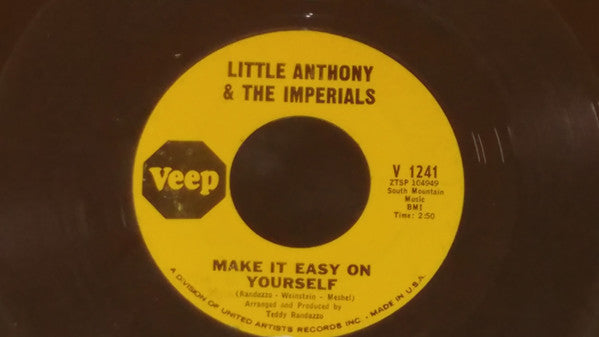 LITTLE ANTHONY
& THE IMPERIALS
Veep
V 1241
ZTSP 104949
South Mountain
Music
BMI
Time: 2:50
MAKE IT EASY ON
YOURSELF
(Randazzo - Weinstein - Meshel)
Arranged and Produced by
Teddy Randazzo
A DIVISION OF UNITED ARTISTS RECORDS INC. - MADE IN U.S.A.